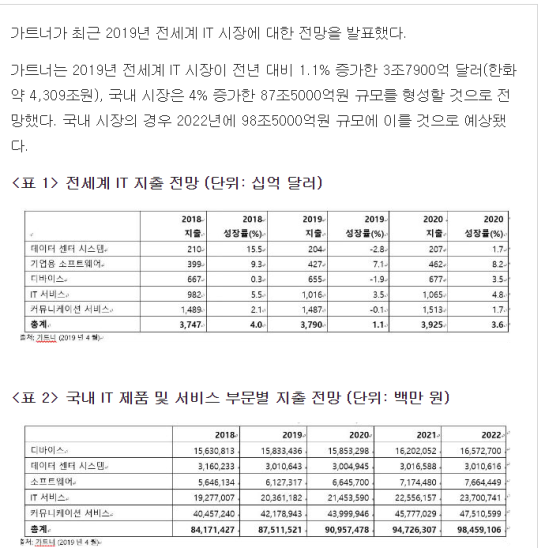 가트너가 최근 2019년 전세계 IT 시장에 대한 전망을 발표했다.
가트너는 2019년 전세계 IT 시장이 전년 대비 1.1% 증가한 3조7900억 달러(한화
약 4,309조원), 국내 시장은 4% 증가한 87조5000억원 규모를 형성할 것으로 전
망했다. 국내 시장의 경우 2022년에 98조5000억원 규모에 이를 것으로 예상됐
다.
<표 1> 전세계 IT 지출 전망 (단위: 십억 달러)
2018 2018 2019 2019 2020 2020
지출 성장률(%) 지출 성장률(%) 지출 성장률(%)
데이터 센터 시스템 210 15.5 204 -2.8 207 1.7
기업용 소프트웨어 399 9.3 427 7.1 462 8.2
디바이스 667 0.3 655 -1.9 677 3.5
IT 서비스 982 5.5 1,016 3.5 1,065 4.8
커뮤니케이션 서비스 1,489 2.1 1,487 -0.1 1,513 1.7
총계 3,747 4.0 3,790 1.1 3,925 3.6
출처: 가트너 (2019 년 4 월)
<표 2> 국내 IT 제품 및 서비스 부문별 지출 전망 (단위: 백만 원)
2018 2019 2020 2021 2022
디바이스 15,630,813 15,833,436 15,853,298 16,202,052 16,572,700
데이터 센터 시스템 3,160,233 3,010,643 3,004,945 3,016,588 3,010,616
소프트웨어 5,646,134 6,127,317 6,645,700 7,174,480 7,664,449
IT 서비스 19,277,007 20,361,182 21,453,590 22,556,157 23,700,741
커뮤니케이션 서비스 40,457,240 42,178,943 43,999,946 45,777,029 47,510,599
총계 84,171,427 87,511,521 90,957,478 94,726,307 98,459,106
출처: 가트너 (2019 년 4 월)